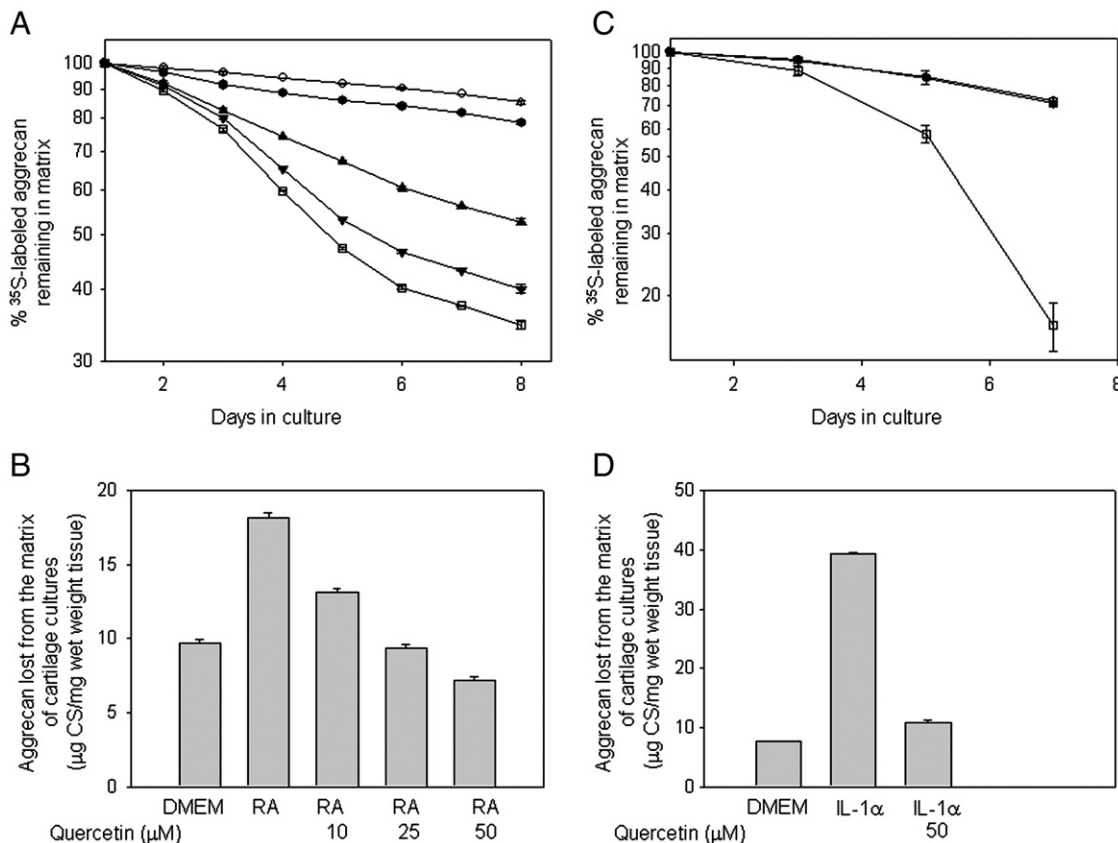 A
% ³⁵S-labeled aggrecan
remaining in matrix
100
90
80
70
60
50
40
30
2
4
6
8
Days in culture
C
% ³⁵S-labeled aggrecan
remaining in matrix
100
90
80
70
60
50
40
30
20
2
4
6
8
Days in culture
B
Aggrecan lost from the matrix
of cartilage cultures
(µg CS/mg wet weight tissue)
20
15
10
5
0
DMEM RA RA RA RA
Quercetin (µM) 10 25 50
D
Aggrecan lost from the matrix
of cartilage cultures
(µg CS/mg wet weight tissue)
50
40
30
20
10
0
DMEM IL-1α IL-1α
Quercetin (µM) 50